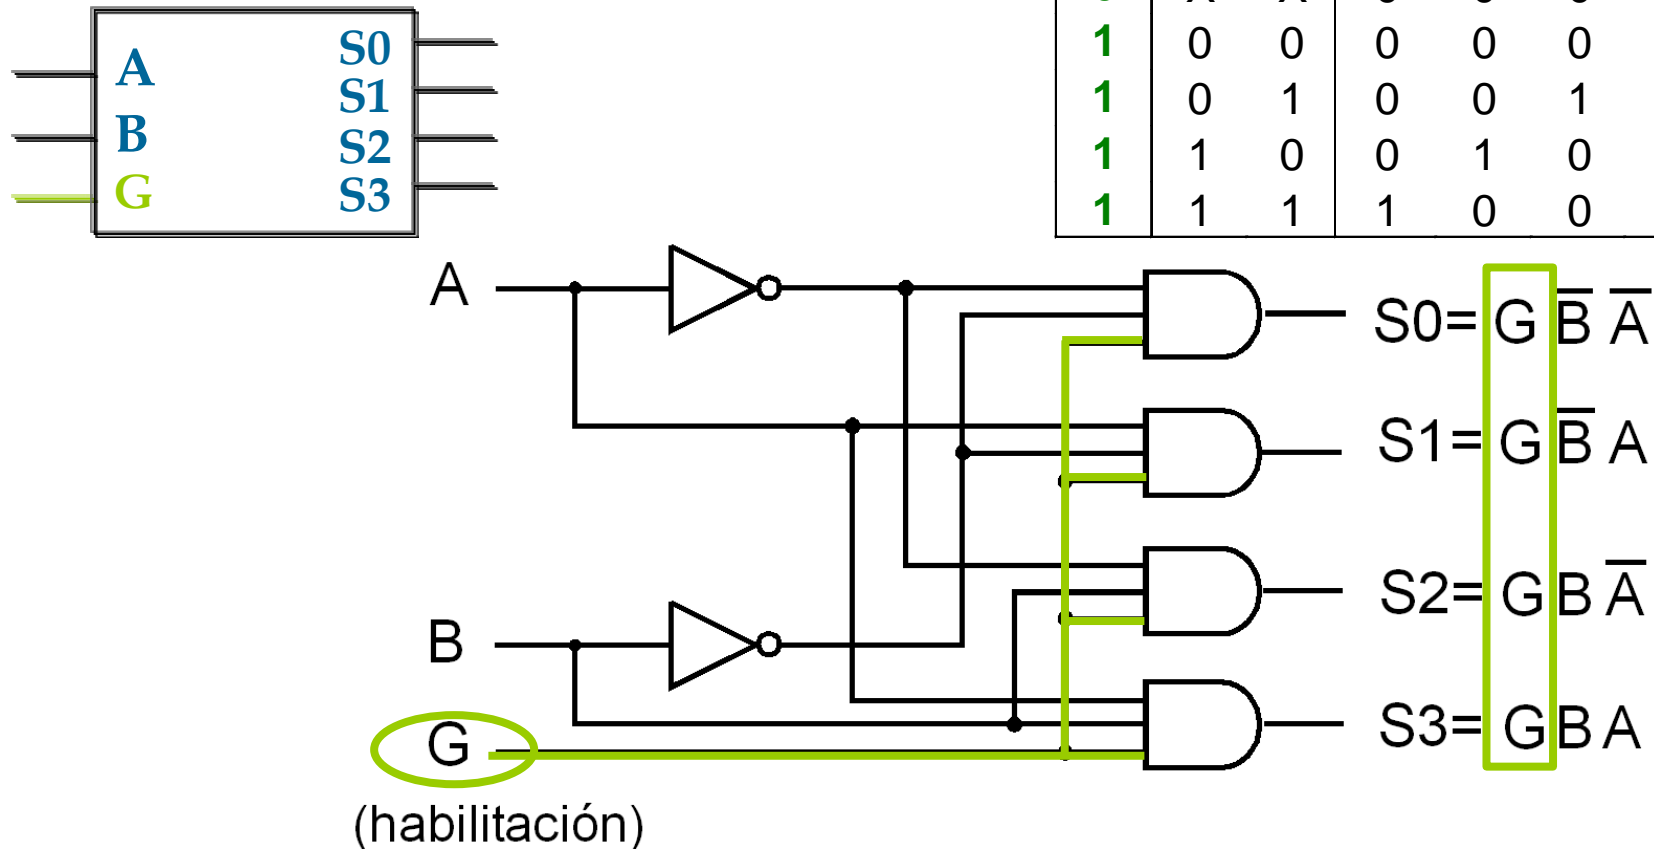 A
B
G
S0
S1
S2
S3
1 0 0 0 0 0
1 0 1 0 0 1
1 1 0 0 1 0
1 1 1 1 0 0
A
S0= G B̅ A̅
S1= G B̅ A
S2= G B A̅
B
S3= G B A
G
(habilitación)